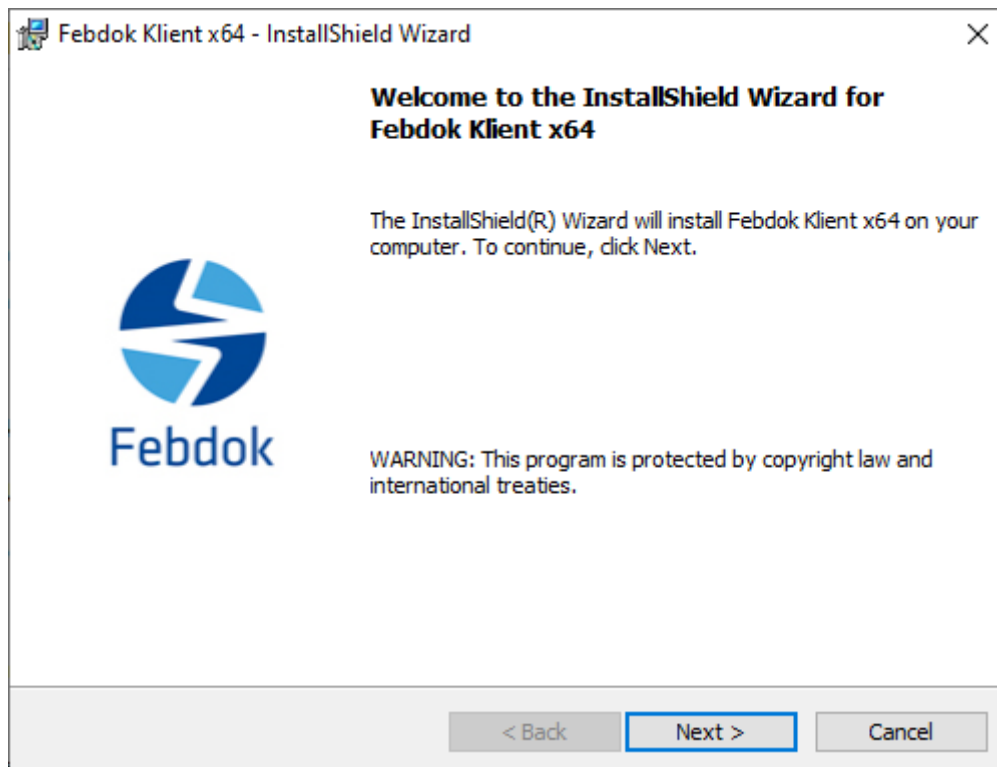 Febdok Klient x64 - InstallShield Wizard
Welcome to the InstallShield Wizard for
Febdok Klient x64
The InstallShield(R) Wizard will install Febdok Klient x64 on your
computer. To continue, click Next.
Febdok
WARNING: This program is protected by copyright law and
international treaties.
< Back
Next >
Cancel